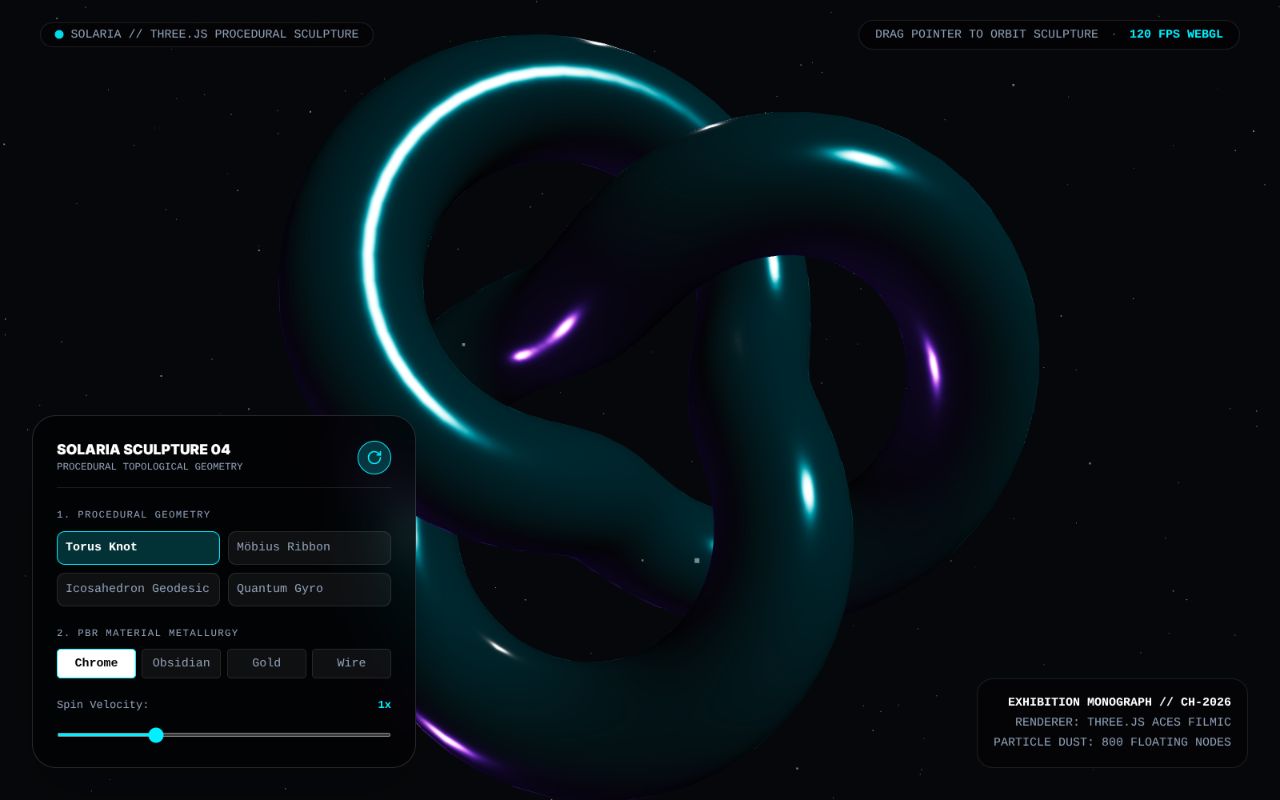 SOLARIA // THREE.JS PROCEDURAL SCULPTURE
DRAG POINTER TO ORBIT SCULPTURE · 120 FPS WEBGL
SOLARIA SCULPTURE 04
PROCEDURAL TOPOLOGICAL GEOMETRY
1. PROCEDURAL GEOMETRY
Torus Knot
Möbius Ribbon
Icosahedron Geodesic
Quantum Gyro
2. PBR MATERIAL METALLURGY
Chrome
Obsidian
Gold
Wire
Spin Velocity: 1x
EXHIBITION MONOGRAPH // CH-2026
RENDERER: THREE.JS ACES FILMIC
PARTICLE DUST: 800 FLOATING NODES